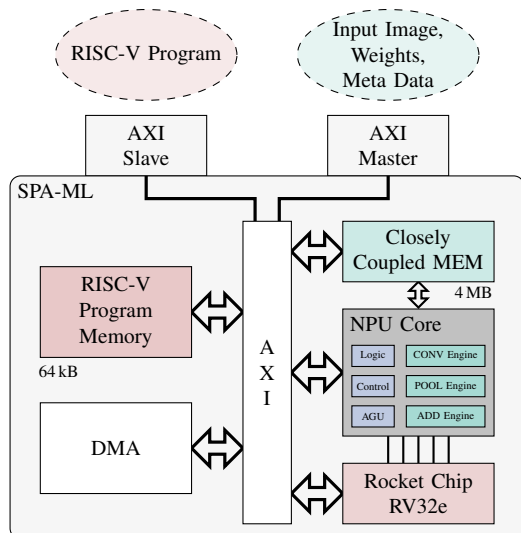 RISC-V Program
Input Image,
Weights,
Meta Data
AXI
Slave
AXI
Master
SPA-ML
Closely
Coupled MEM
4 MB
RISC-V
Program
Memory
64 kB
A
X
I
NPU Core
Logic
CONV Engine
Control
POOL Engine
AGU
ADD Engine
DMA
Rocket Chip
RV32e